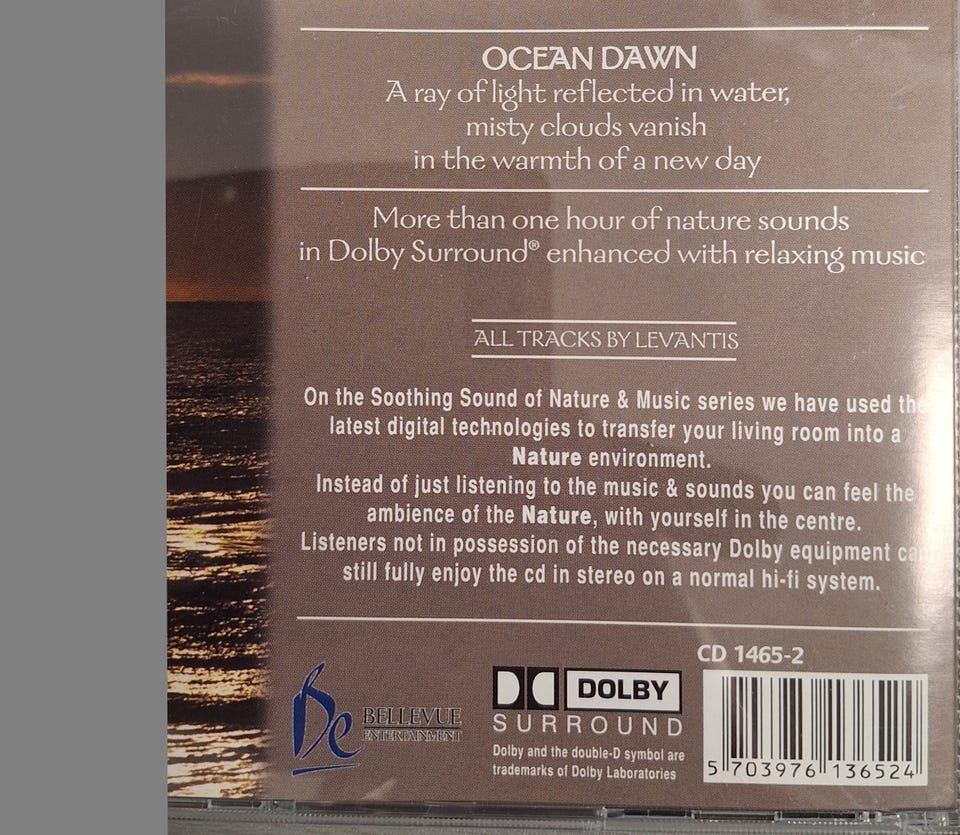 OCEAN DAWN
A ray of light reflected in water,
misty clouds vanish
in the warmth of a new day
More than one hour of nature sounds
in Dolby Surround® enhanced with relaxing music
ALL TRACKS BY LEVANTIS
On the Soothing Sound of Nature & Music series we have used the
latest digital technologies to transfer your living room into a
Nature environment.
Instead of just listening to the music & sounds you can feel the
ambience of the Nature, with yourself in the centre.
Listeners not in possession of the necessary Dolby equipment can
still fully enjoy the cd in stereo on a normal hi-fi system.
Be BELLEVUE
ENTERTAINMENT
DOLBY
SURROUND
Dolby and the double-D symbol are
trademarks of Dolby Laboratories
CD 1465-2
5 703976 136524